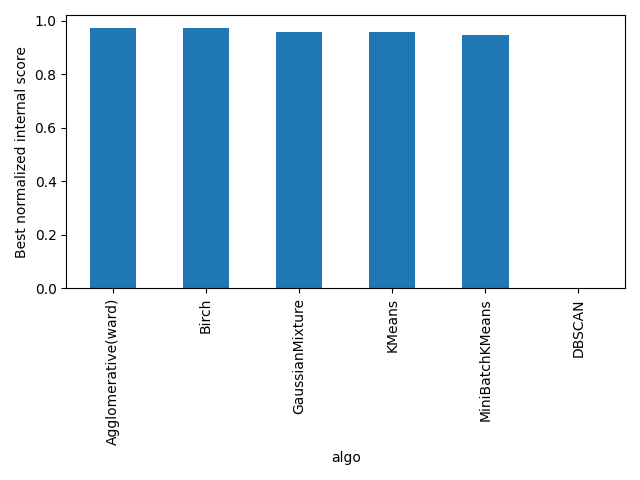 Best normalized internal score
1.0
0.8
0.6
0.4
0.2
0.0
Agglomerative(ward)
Birch
GaussianMixture
KMeans
MiniBatchKMeans
DBSCAN
algo